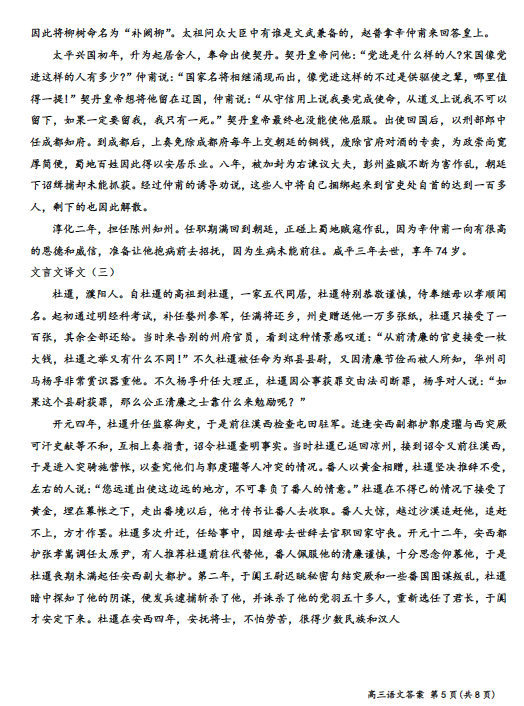 因此将柳树命名为“朴阙柳”。太祖问众大臣中有谁是文武兼备的，赵普拿辛仲甫来回答皇上。
太平兴国初年，升为起居舍人，奉命出使契丹。契丹皇帝问他：“党进是什么样的人？宋国像党
进这样的人有多少？”仲甫说：“国家名将相继涌现而出，像党进这样的不过是供驱使之辈，哪里值
得一提！”契丹皇帝想将他留在辽国，仲甫说：“从守信用上说我要完成使命，从道义上说我不可以
留下，如果一定要留我，我只有一死。”契丹皇帝最终也没能使他屈服。出使回国后，以刑部郎中
任成都知府。到成都后，上奏免除成都府每年上交朝廷的铜钱，废除官府对酒的专卖，为政崇尚宽
厚简便，蜀地百姓因此得以安居乐业。八年，被加封为右谏议大夫，彭州盗贼不断为害作乱，朝廷
下诏缉捕却未能抓获。经过仲甫的诱导劝说，这些人中将自己捆绑起来到官吏处自首的达到一百多
人，剩下的也因此解散。
淳化二年，担任陈州知州。任职期满回到朝廷，正碰上蜀地贼寇作乱，因为辛仲甫一向有很高
的恩德和威信，准备让他抱病前去招抚，因为生病未能前往。咸平三年去世，享年 74 岁。
文言文译文（三）
杜暹，濮阳人。自杜暹的高祖到杜暹，一家五代同居，杜暹特别恭敬谨慎，侍奉继母以孝顺闻
名。起初通过明经科考试，补任婺州参军，任满将还乡，州吏赠送他一万多张纸，杜暹只接受了一
百张，其余全部还给。当时来告别的州府官员，看到这种情景感叹道：“从前清廉的官吏接受一枚
大钱，杜暹之举又有什么不同！”不久杜暹被任命为郑县县尉，又因清廉节俭而被人所知，华州司
马杨孚非常赏识器重他。不久杨孚升任大理正，杜暹因公事获罪交由法司断罪，杨孚对人说：“如
果这个县尉获罪，那么公正清廉之士靠什么来勉励呢？”
开元四年，杜暹升任监察御史，于是前往漠西检查屯田驻军。适逢安西副都护郭虔瓘与西突厥
可汗史献等不和，互相上奏指责，诏令杜暹查明事实。当时杜暹已返回凉州，接到诏令又前往漠西，
于是进入突骑施营帐，以查究他们与郭虔瓘等人冲突的情况。番人以黄金相赠，杜暹坚决推辞不受，
左右的人说：“您远道出使这边远的地方，不可辜负了番人的情意。”杜暹在不得已的情况下接受了
黄金，埋在幕帐之下，走出番境以后，他才传书让番人去收取。番人大惊，越过沙漠追赶他，追赶
不上，方才作罢。杜暹多次升迁，任给事中，因继母去世辞去官职回家守丧。开元十二年，安西都
护张孝嵩调任太原尹，有人推荐杜暹前往代替他，番人佩服他的清廉谨慎，十分思念仰慕他，于是
杜暹丧期未满起任安西副大都护。第二年，于阗王尉迟眺秘密勾结突厥和一些番国图谋叛乱，杜暹
暗中探知了他的阴谋，便发兵逮捕斩杀了他，并诛杀了他的党羽五十多人，重新选任了君长，于阗
才安定下来。杜暹在安西四年，安抚将士，不怕劳苦，很得少数民族和汉人
高三语文答案 第 5 页(共 8 页)